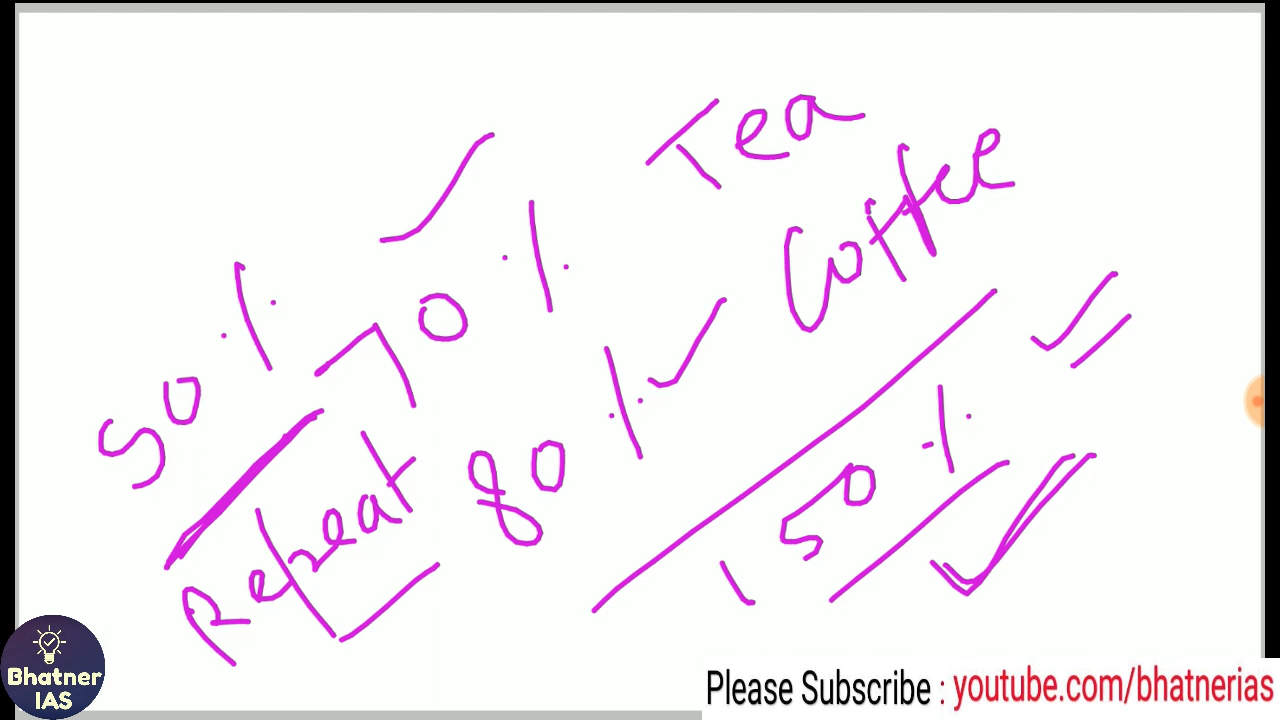 70% Tea
80% Coffee
150%
50%
Repeat
Bhatner
IAS
Please Subscribe : youtube.com/bhatnerias